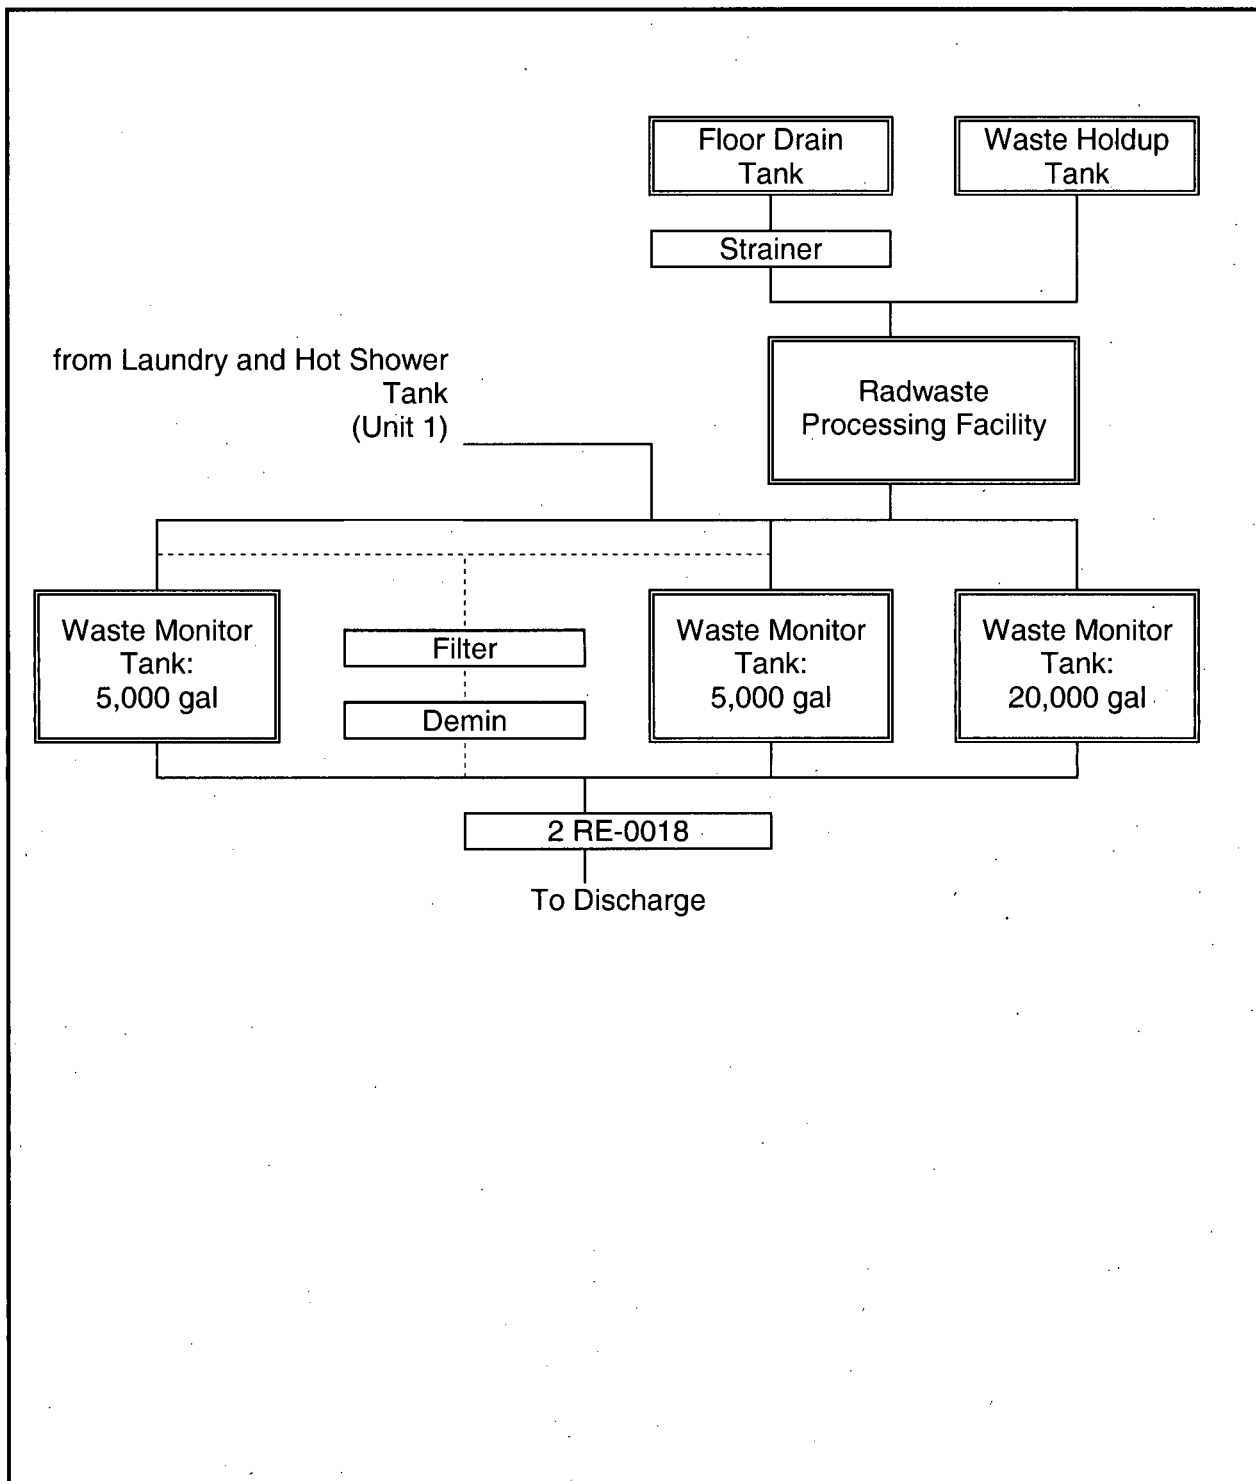 Floor Drain
Tank
Waste Holdup
Tank
Strainer
from Laundry and Hot Shower
Tank
(Unit 1)
Radwaste
Processing Facility
Waste Monitor
Tank:
5,000 gal
Filter
Demin
Waste Monitor
Tank:
5,000 gal
Waste Monitor
Tank:
20,000 gal
2 RE-0018
To Discharge